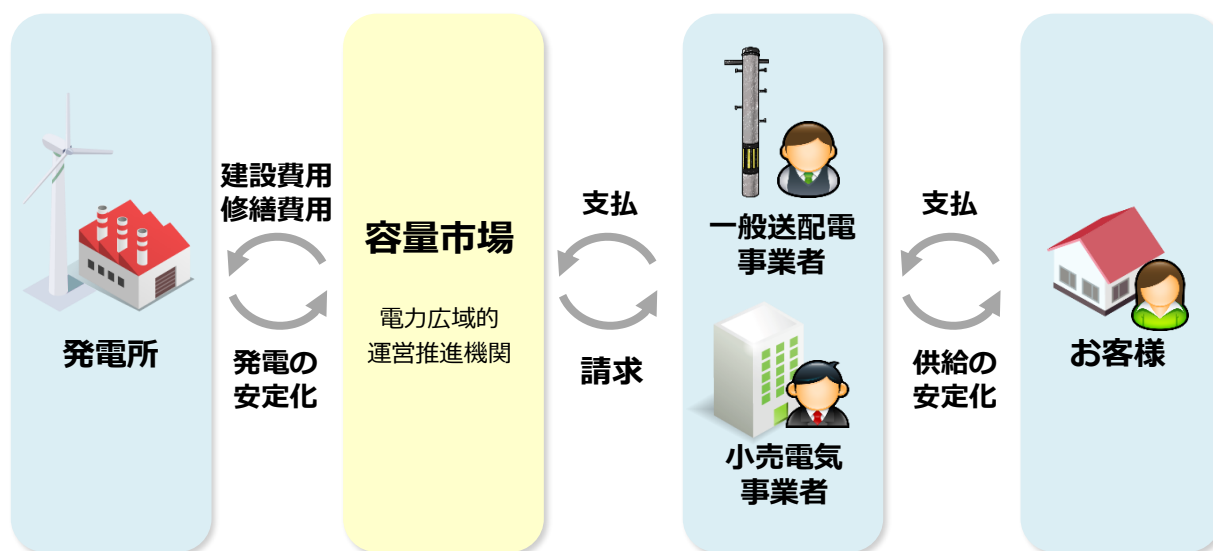 発電所
建設費用
修繕費用
発電の
安定化
容量市場
電力広域的
運営推進機関
支払
請求
一般送配電
事業者
小売電気
事業者
支払
供給の
安定化
お客様